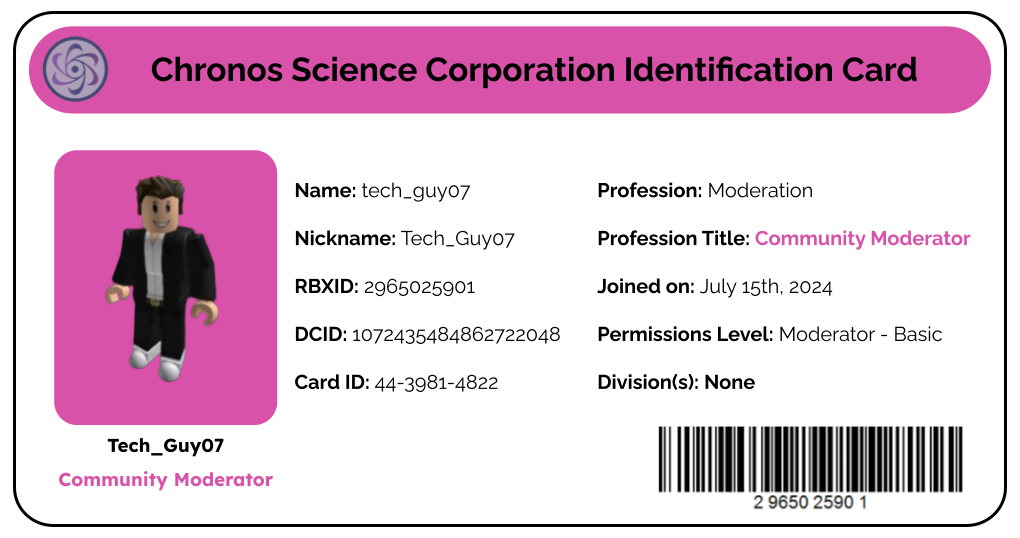 Chronos Science Corporation Identification Card
Name: tech_guy07
Nickname: Tech_Guy07
RBXID: 2965025901
DCID: 1072435484862722048
Card ID: 44-3981-4822
Profession: Moderation
Profession Title: Community Moderator
Joined on: July 15th, 2024
Permissions Level: Moderator - Basic
Division(s): None
Tech_Guy07
Community Moderator
2 9650 2590 1